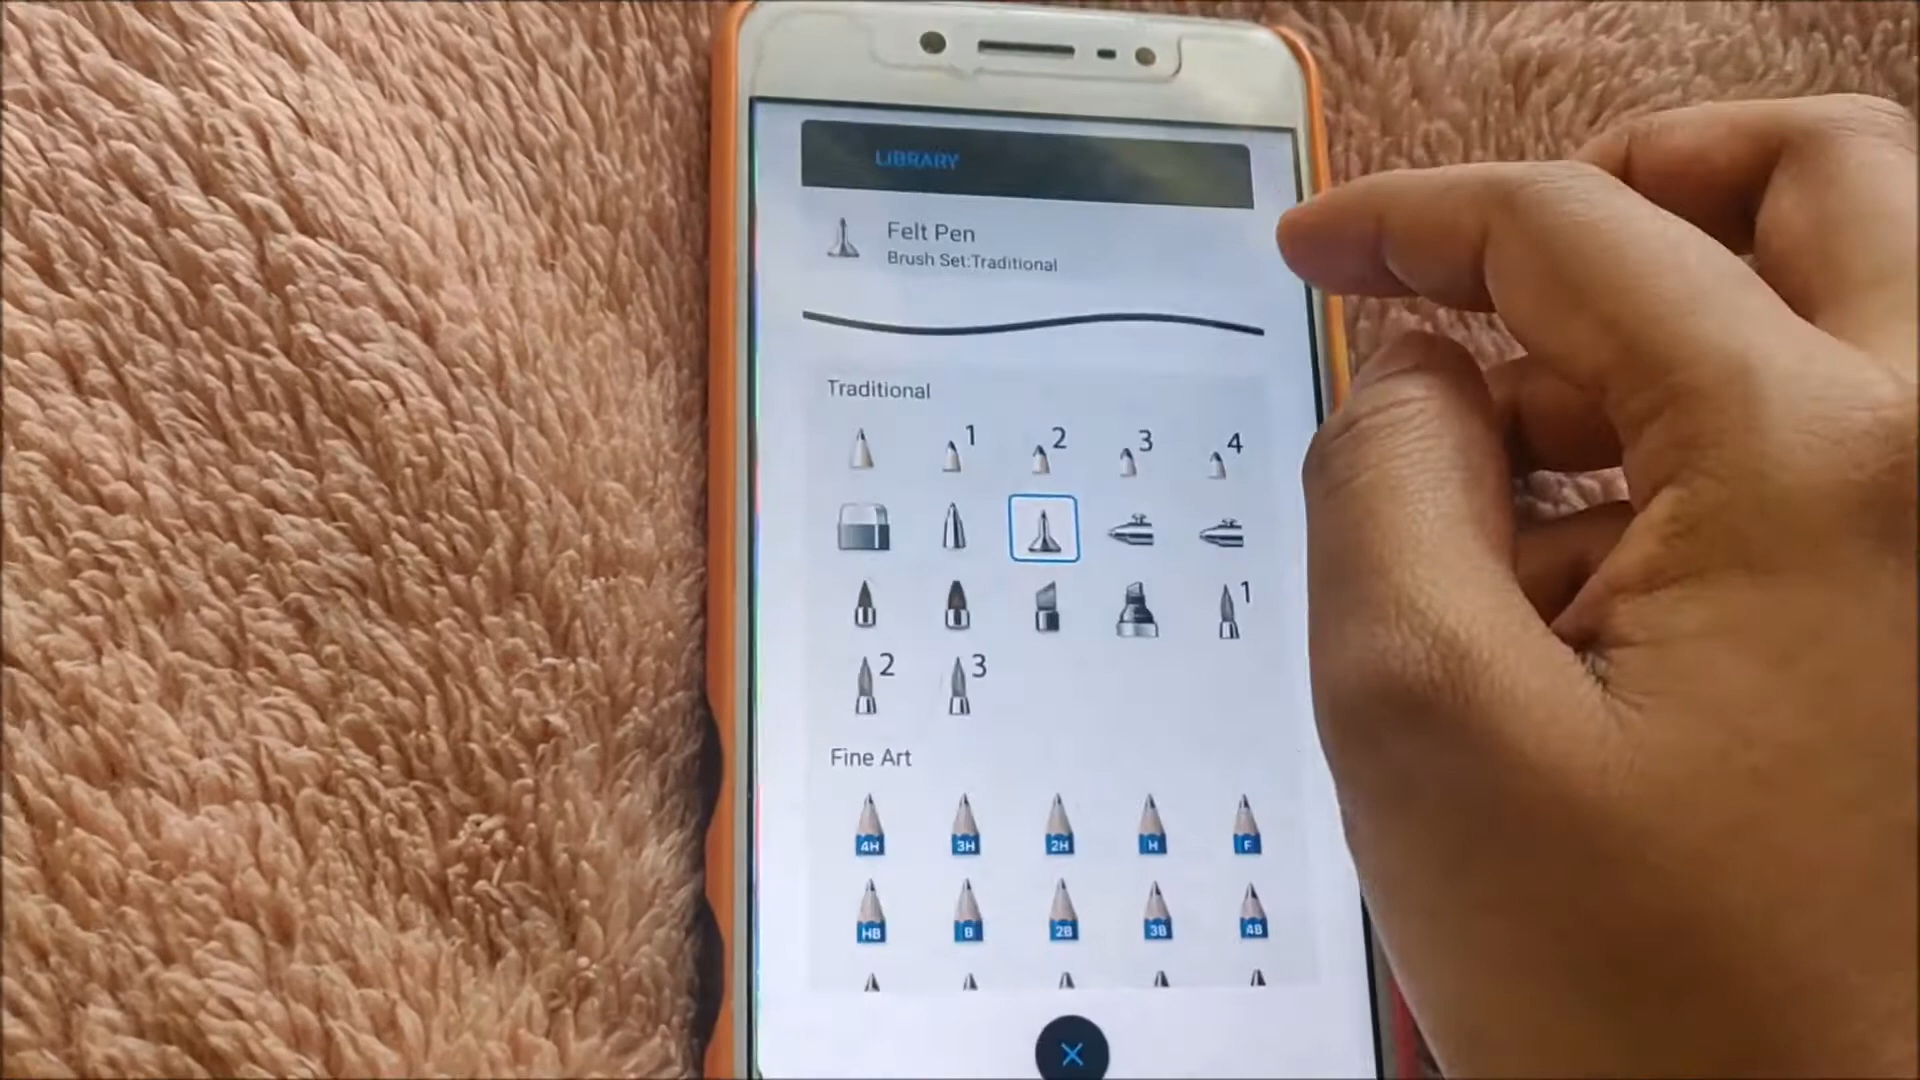 LIBRARY
Felt Pen
Brush Set:Traditional
Traditional
1 2 3 4
1
2 3
Fine Art
4H 3H 2H H F
HB B 2B 3B 4B